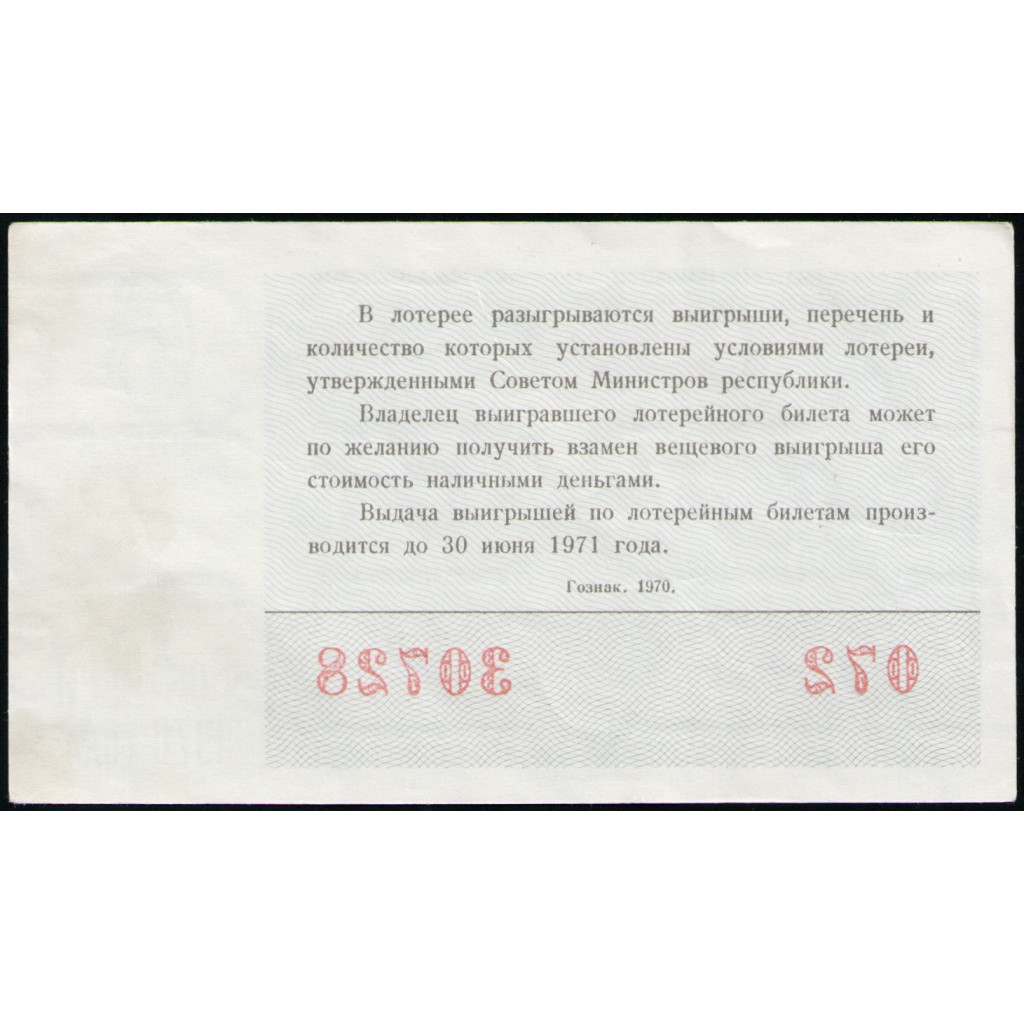 В лотерее разыгрываются выигрыши, перечень и
количество которых установлены условиями лотереи,
утвержденными Советом Министров республики.
Владелец выигравшего лотерейного билета может
по желанию получить взамен вещевого выигрыша его
стоимость наличными деньгами.
Выдача выигрышей по лотерейным билетам произ-
водится до 30 июня 1971 года.
Гознак. 1970.
30728 072